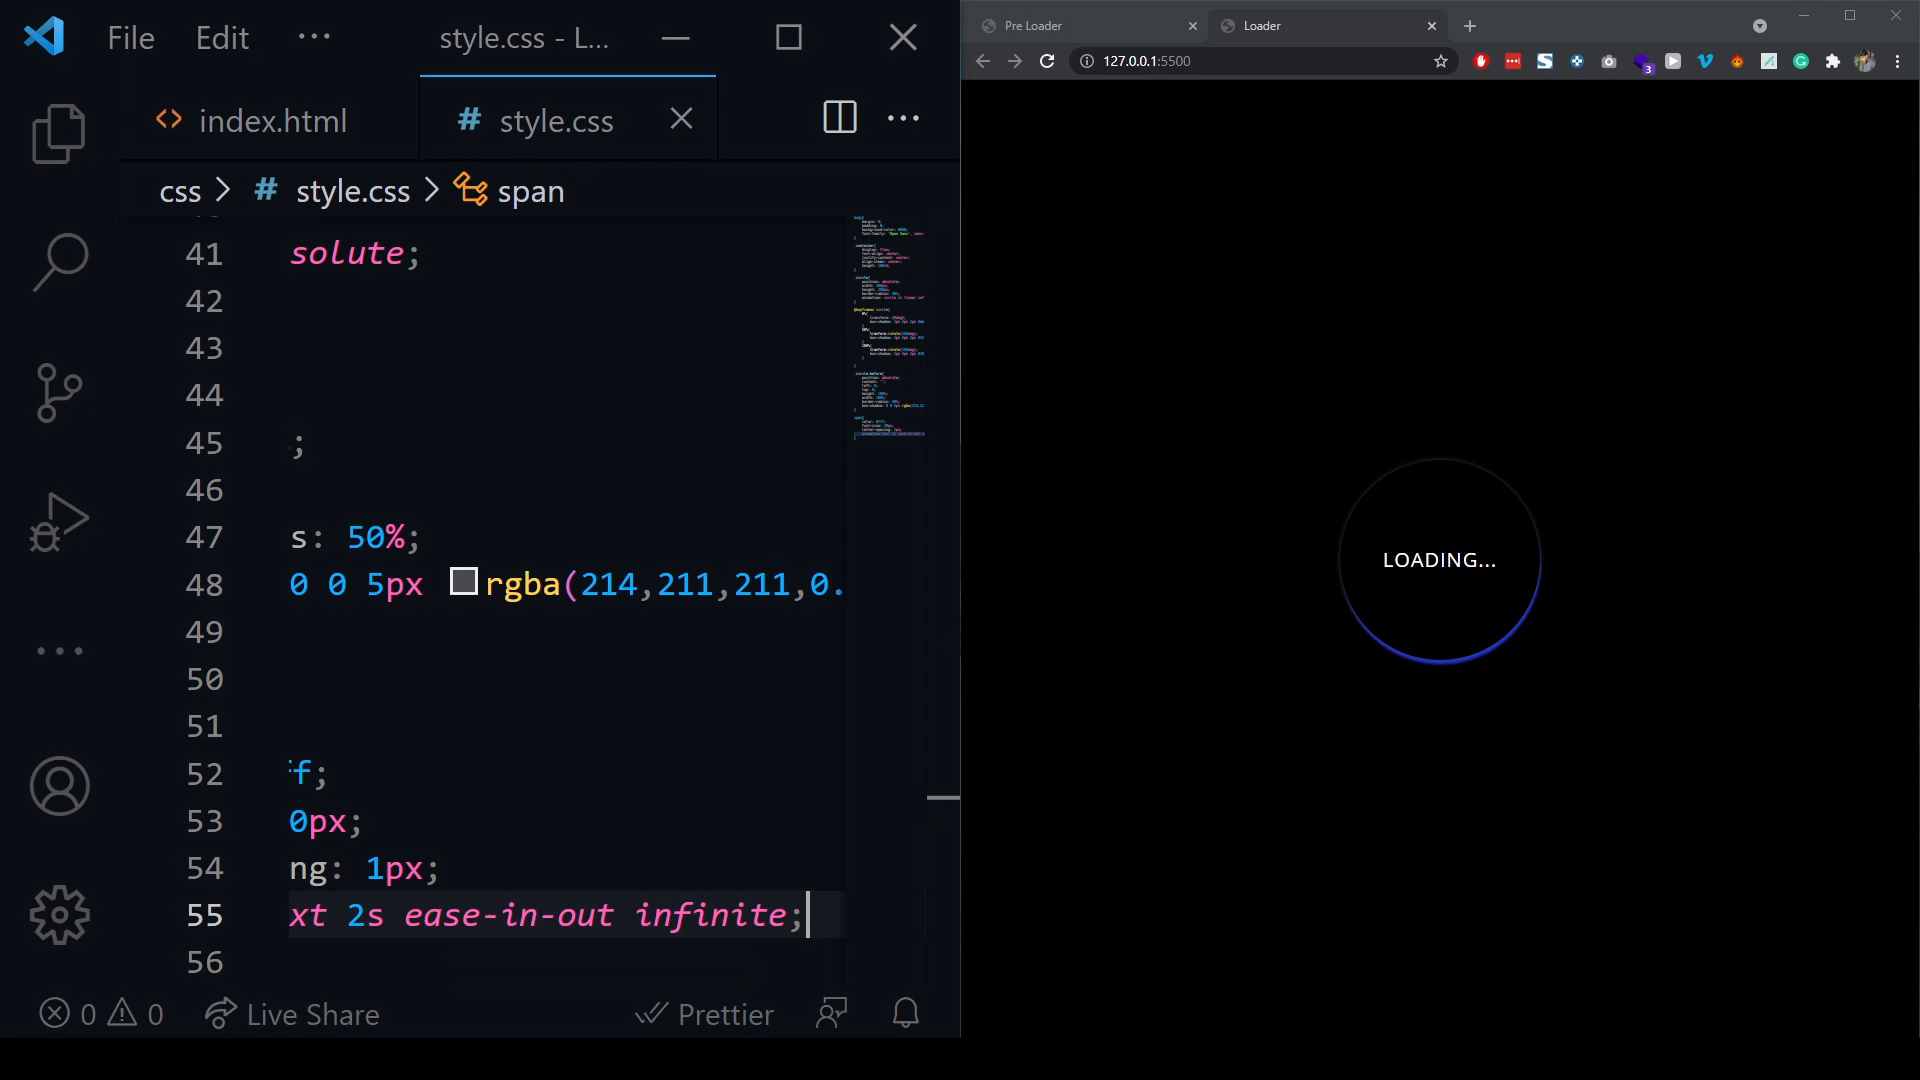 File Edit ··· style.css - L...
index.html # style.css
css > # style.css > span
41 solute;
42
43
44
45 ;
46
47 s: 50%;
48 0 0 5px rgba(214,211,211,0.
49
50
51
52 f;
53 0px;
54 ng: 1px;
55 xt 2s ease-in-out infinite;
56
0 0 Live Share Prettier
Pre Loader Loader
127.0.0.1:5500
3
LOADING...